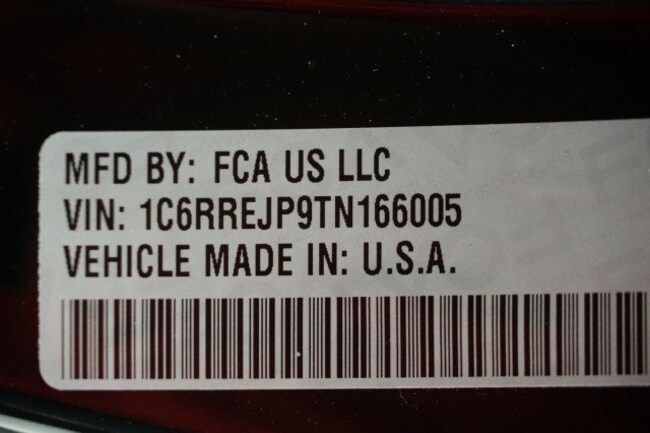 MFD BY: FCA US LLC
VIN: 1C6RREJP9TN166005
VEHICLE MADE IN: U.S.A.